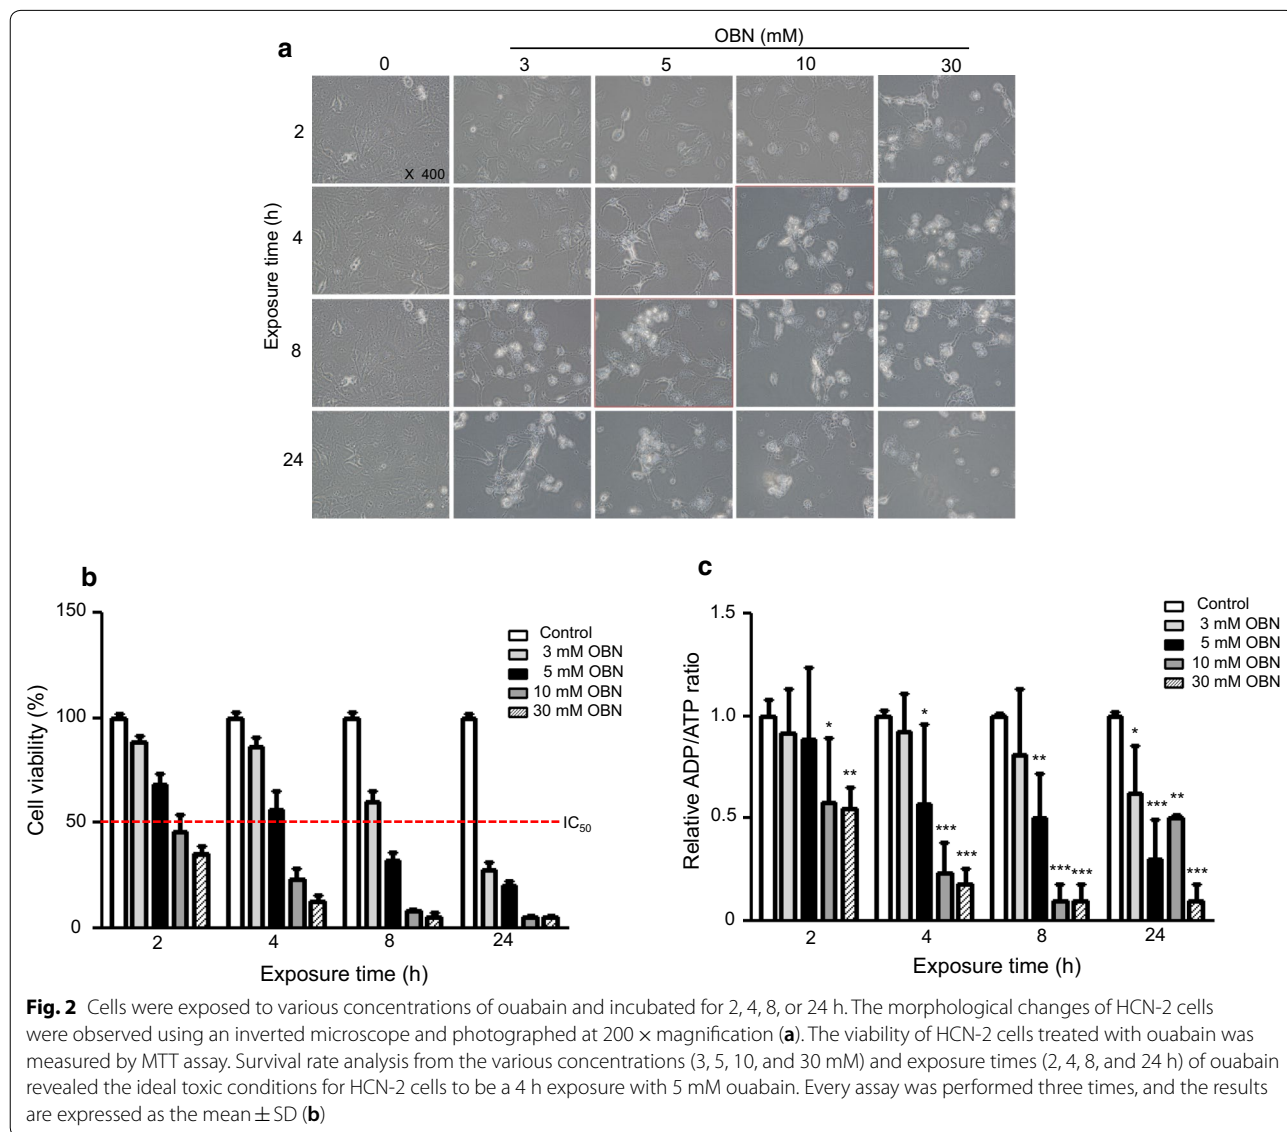 a
OBN (mM)
0 3 5 10 30
Exposure time (h)
2
X 400
4
8
24
b
150
100
50
0
Cell viability (%)
Control
3 mM OBN
5 mM OBN
10 mM OBN
30 mM OBN
IC50
2 4 8 24
Exposure time (h)
c
1.5
1.0
0.5
0
Relative ADP/ATP ratio
Control
3 mM OBN
5 mM OBN
10 mM OBN
30 mM OBN
* ** * *** *** ** *** *** * *** ** ***
2 4 8 24
Exposure time (h)
Fig. 2 Cells were exposed to various concentrations of ouabain and incubated for 2, 4, 8, or 24 h. The morphological changes of HCN-2 cells
were observed using an inverted microscope and photographed at 200 × magnification (a). The viability of HCN-2 cells treated with ouabain was
measured by MTT assay. Survival rate analysis from the various concentrations (3, 5, 10, and 30 mM) and exposure times (2, 4, 8, and 24 h) of ouabain
revealed the ideal toxic conditions for HCN-2 cells to be a 4 h exposure with 5 mM ouabain. Every assay was performed three times, and the results
are expressed as the mean ± SD (b)